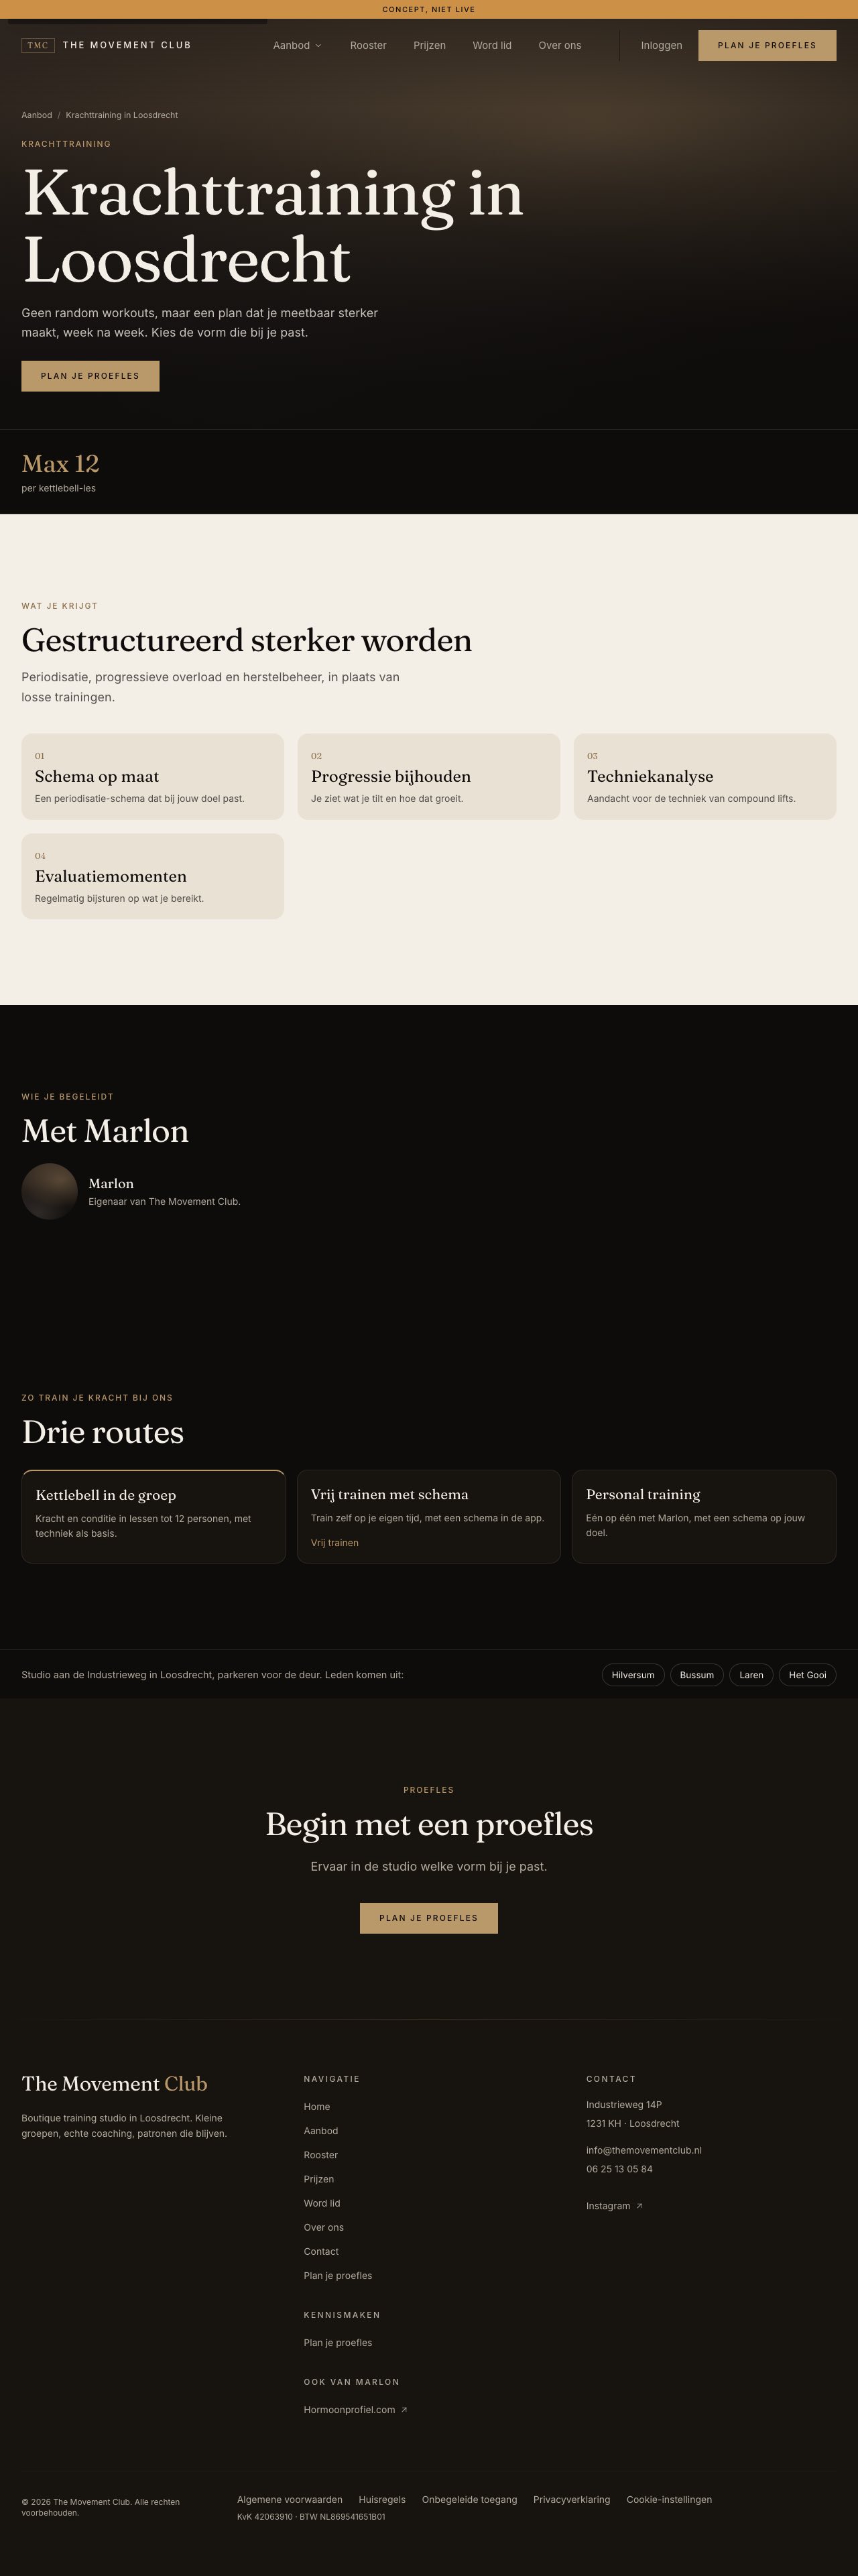 CONCEPT, NIET LIVE
TMC THE MOVEMENT CLUB
Aanbod Rooster Prijzen Word lid Over ons Inloggen PLAN JE PROEFLES
Aanbod / Krachttraining in Loosdrecht
KRACHTTRAINING
Krachttraining in
Loosdrecht
Geen random workouts, maar een plan dat je meetbaar sterker
maakt, week na week. Kies de vorm die bij je past.
PLAN JE PROEFLES
Max 12
per kettlebell-les
WAT JE KRIJGT
Gestructureerd sterker worden
Periodisatie, progressieve overload en herstelbeheer, in plaats van
losse trainingen.
01
Schema op maat
Een periodisatie-schema dat bij jouw doel past.
02
Progressie bijhouden
Je ziet wat je tilt en hoe dat groeit.
03
Techniekanalyse
Aandacht voor de techniek van compound lifts.
04
Evaluatiemomenten
Regelmatig bijsturen op wat je bereikt.
WIE JE BEGELEIDT
Met Marlon
Marlon
Eigenaar van The Movement Club.
ZO TRAIN JE KRACHT BIJ ONS
Drie routes
Kettlebell in de groep
Kracht en conditie in lessen tot 12 personen, met
techniek als basis.
Vrij trainen met schema
Train zelf op je eigen tijd, met een schema in de app.
Vrij trainen
Personal training
Eén op één met Marlon, met een schema op jouw
doel.
Studio aan de Industrieweg in Loosdrecht, parkeren voor de deur. Leden komen uit:
Hilversum Bussum Laren Het Gooi
PROEFLES
Begin met een proefles
Ervaar in de studio welke vorm bij je past.
PLAN JE PROEFLES
The Movement Club
Boutique training studio in Loosdrecht. Kleine
groepen, echte coaching, patronen die blijven.
NAVIGATIE
Home
Aanbod
Rooster
Prijzen
Word lid
Over ons
Contact
Plan je proefles
KENNISMAKEN
Plan je proefles
OOK VAN MARLON
Hormoonprofiel.com ↗
CONTACT
Industrieweg 14P
1231 KH · Loosdrecht
info@themovementclub.nl
06 25 13 05 84
Instagram ↗
© 2026 The Movement Club. Alle rechten
voorbehouden.
Algemene voorwaarden Huisregels Onbegeleide toegang Privacyverklaring Cookie-instellingen
KvK 42063910 · BTW NL869541651B01